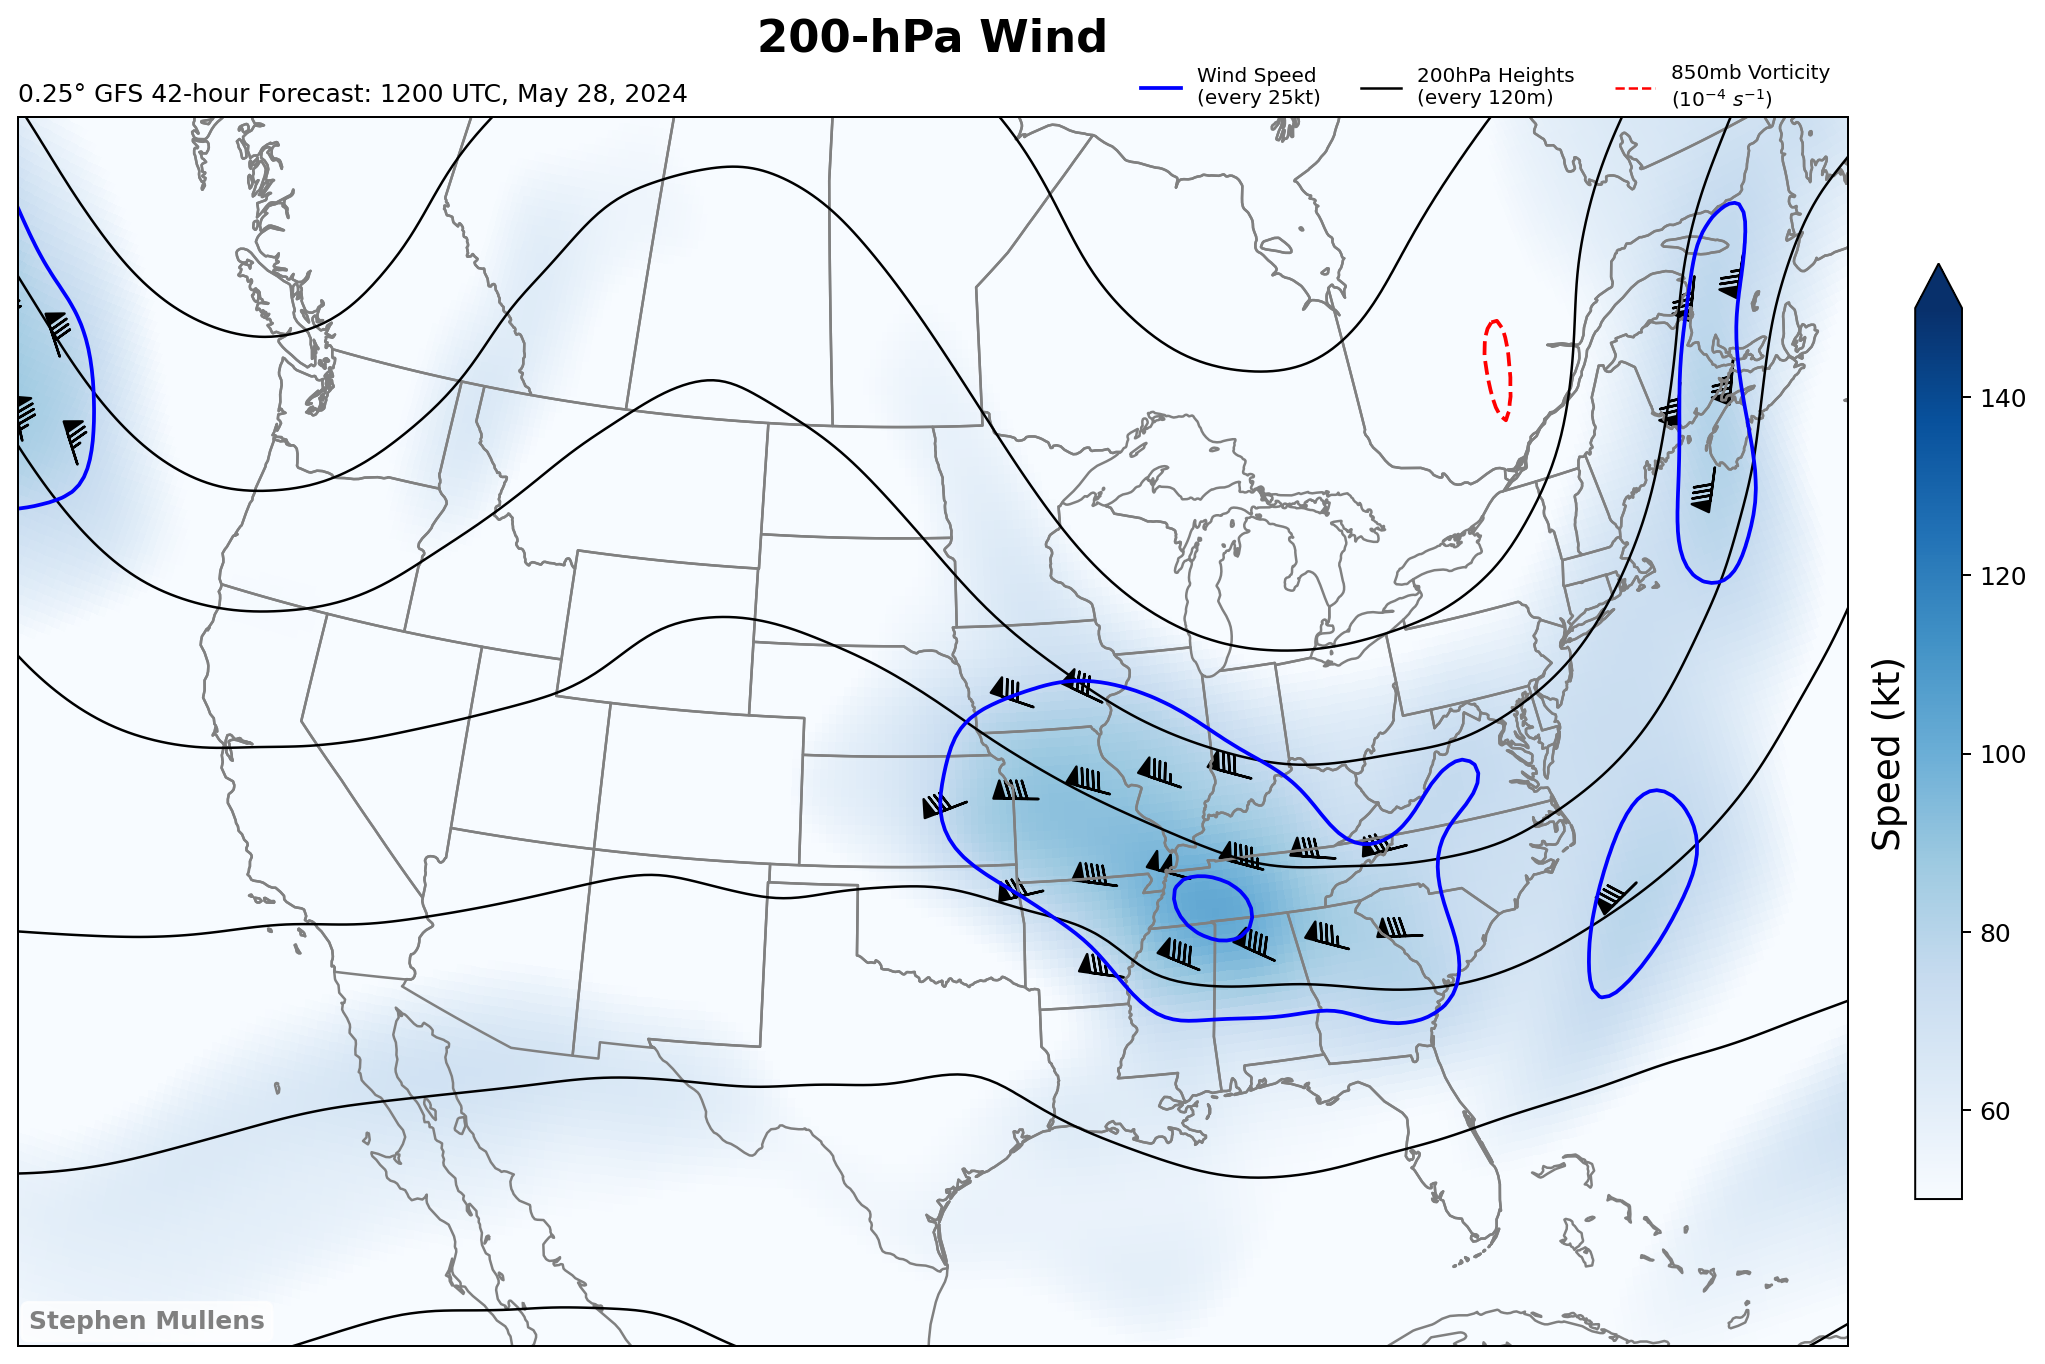 200-hPa Wind
0.25° GFS 42-hour Forecast: 1200 UTC, May 28, 2024
Wind Speed
(every 25kt)
200hPa Heights
(every 120m)
850mb Vorticity
(10⁻⁴ s⁻¹)
140
120
100
80
60
Speed (kt)
Stephen Mullens